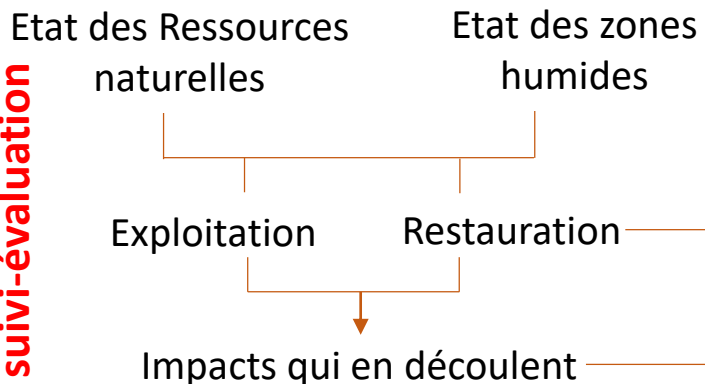 Etat des Ressources
naturelles
Etat des zones
humides
suivi-évaluation
Exploitation
Restauration
Impacts qui en découlent